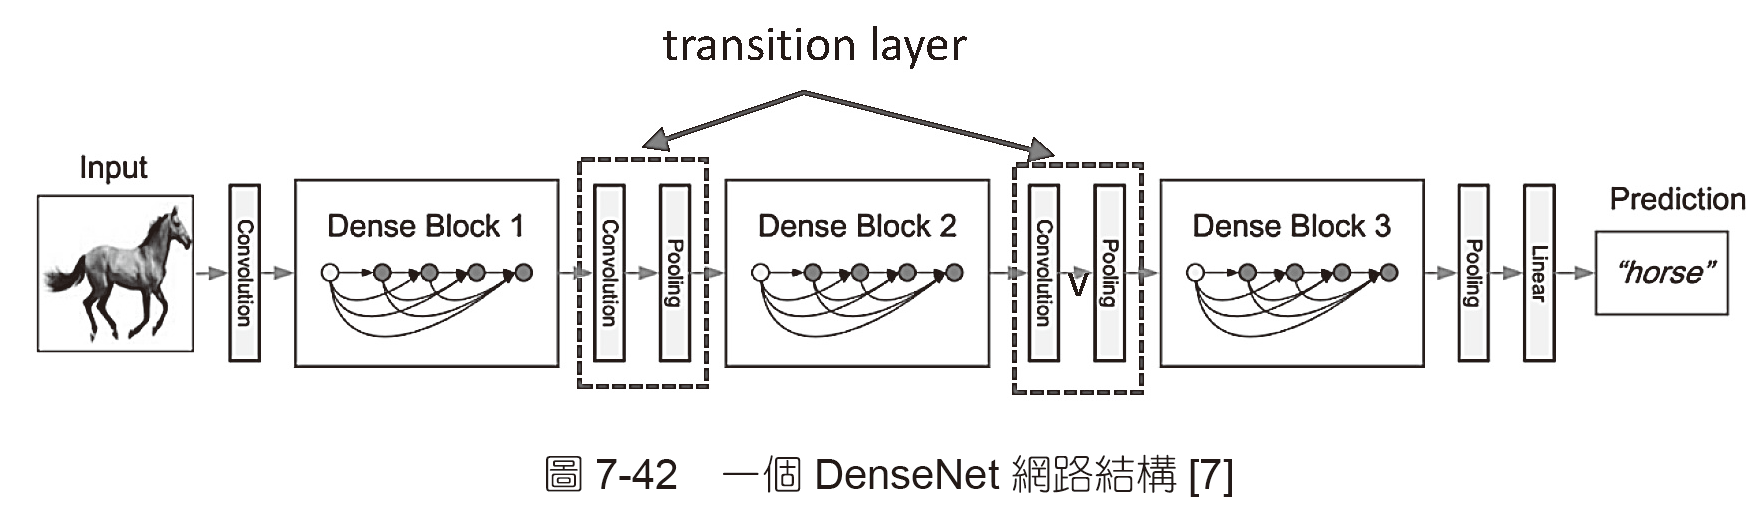 transition layer
Input
Convolution
Dense Block 1
Convolution
Pooling
Dense Block 2
Convolution
V
Pooling
Dense Block 3
Pooling
Linear
Prediction
“horse”
圖 7-42 一個 DenseNet 網路結構 [7]